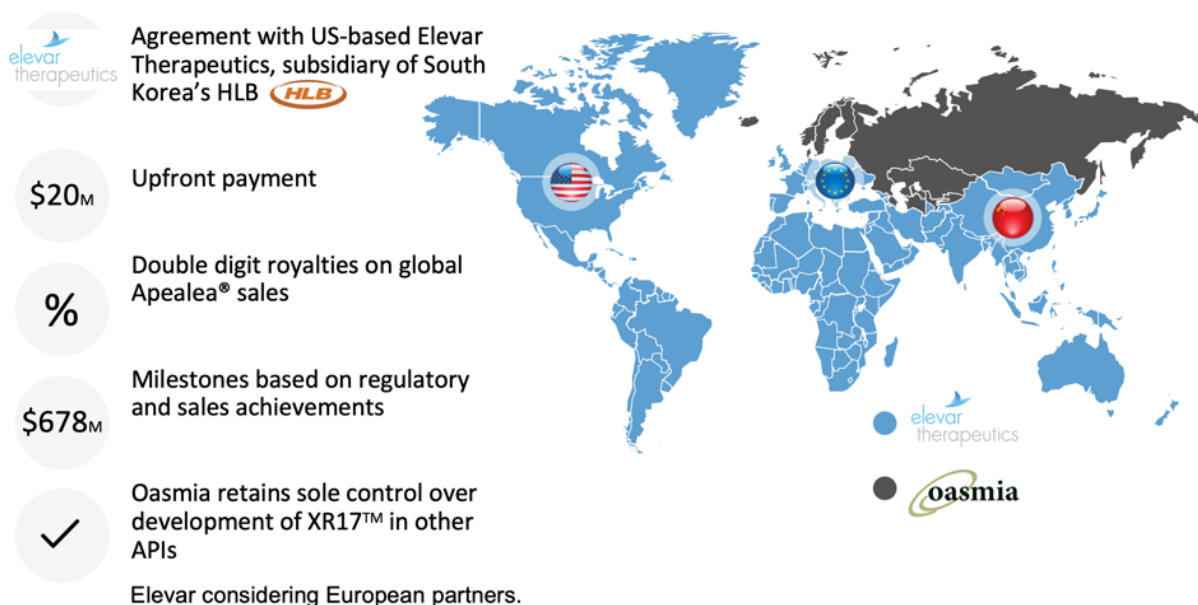 elevar
therapeutics
Agreement with US-based Elevar
Therapeutics, subsidiary of South
Korea’s HLB HLB
$20M
Upfront payment
%
Double digit royalties on global
Apealea® sales
$678M
Milestones based on regulatory
and sales achievements
Oasmia retains sole control over
development of XR17™ in other
APIs
Elevar considering European partners.
elevar
therapeutics
oasmia